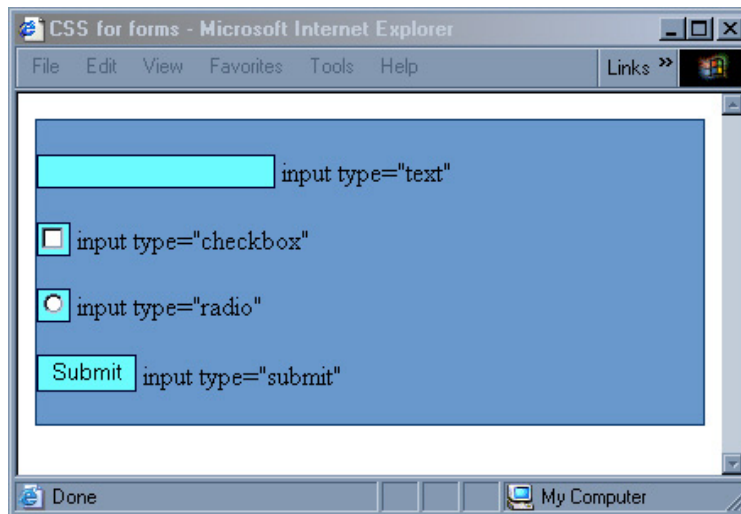 CSS for forms - Microsoft Internet Explorer
File Edit View Favorites Tools Help Links »
input type="text"
input type="checkbox"
input type="radio"
Submit input type="submit"
Done My Computer